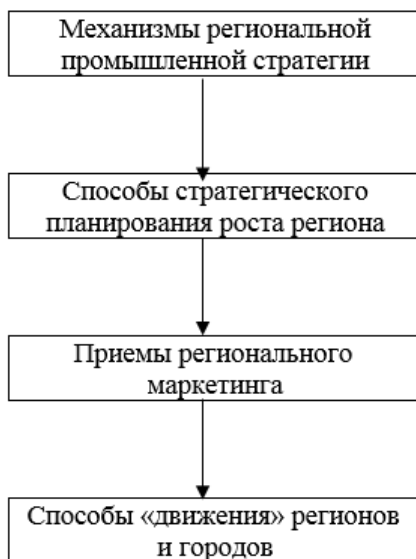 Механизмы региональной
промышленной стратегии
Способы стратегического
планирования роста региона
Приемы регионального
маркетинга
Способы «движения» регионов
и городов